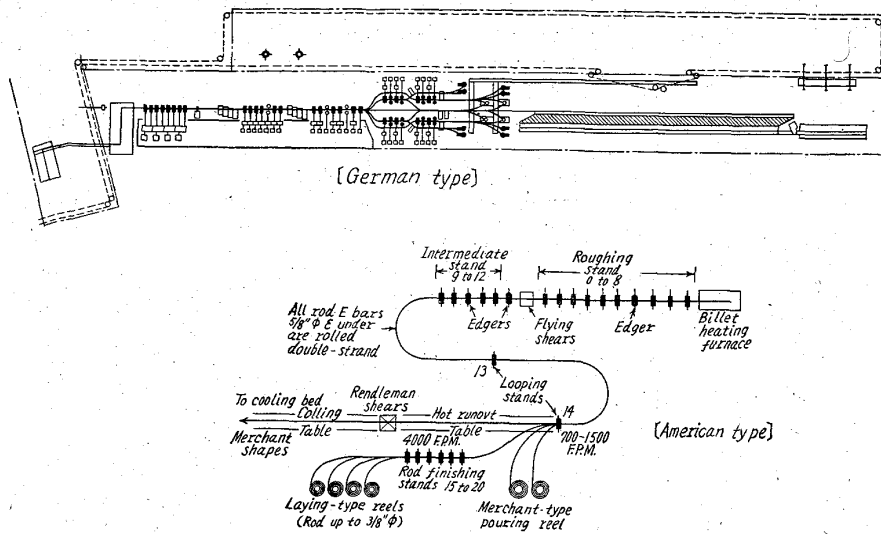 [German type]
Intermediate
stand
9 to 12
Roughing
stand
0 to 8
All rod E bars
5/8"φ E under
are rolled
double-strand
Edgers
Flying
shears
Edger
Billet
heating
furnace
13
Looping
stands
14
To cooling bed
Rendleman
shears
Colling
Hot runovt
Table
Table
Merchant
shapes
4000 F.P.M.
700-1500
F.P.M.
[American type]
Rod finishing
stands 15 to 20
Laying-type reels
(Rod up to 3/8"φ)
Merchant-type
pouring reel